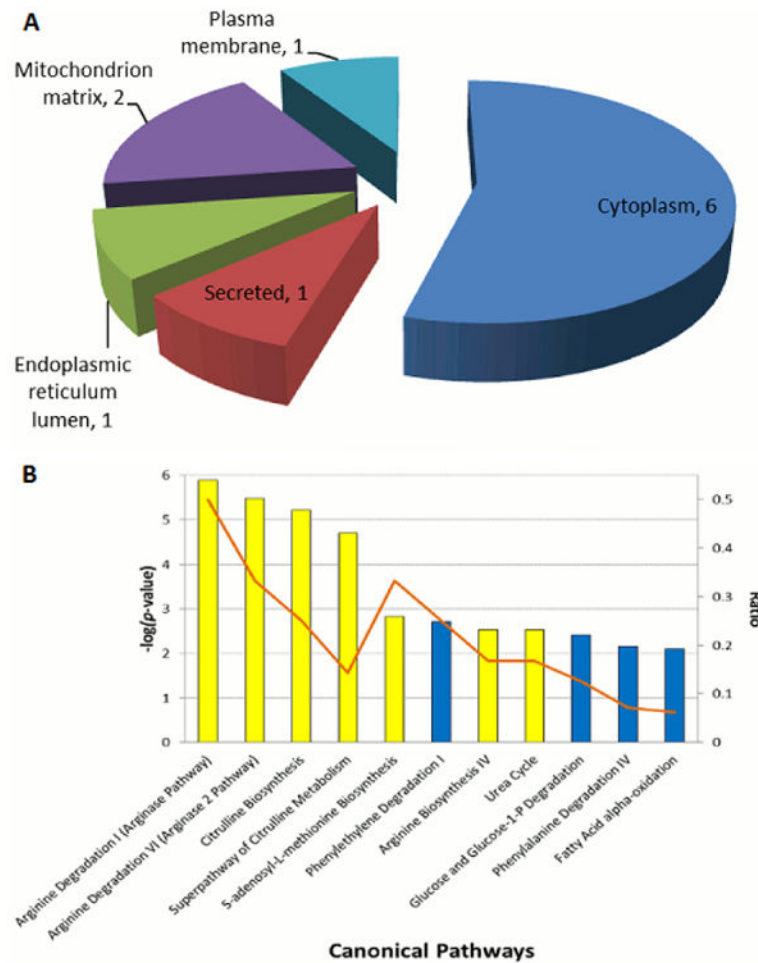 A
Plasma
membrane, 1
Mitochondrion
matrix, 2
Cytoplasm, 6
Secreted, 1
Endoplasmic
reticulum
lumen, 1
B
6
5
4
3
2
1
0
-log(p-value)
0.5
0.4
0.3
0.2
0.1
0
Ratio
Arginine Degradation I (Arginase Pathway)
Arginine Degradation VI (Arginase 2 Pathway)
Citrulline Biosynthesis
Superpathway of Citrulline Metabolism
S-adenosyl-L-methionine Biosynthesis
Phenylethylene Degradation I
Arginine Biosynthesis IV
Urea Cycle
Glucose and Glucose-1-P Degradation
Phenylalanine Degradation IV
Fatty Acid alpha-oxidation
Canonical Pathways